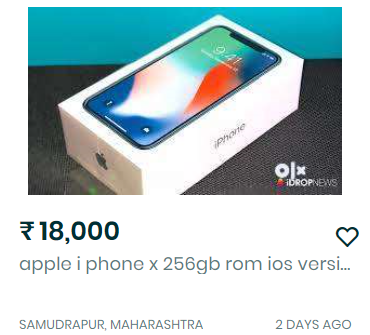 9:41
iPhone
olx
iDROPNEWS
₹ 18,000
apple i phone x 256gb rom ios versi...
SAMUDRAPUR, MAHARASHTRA
2 DAYS AGO